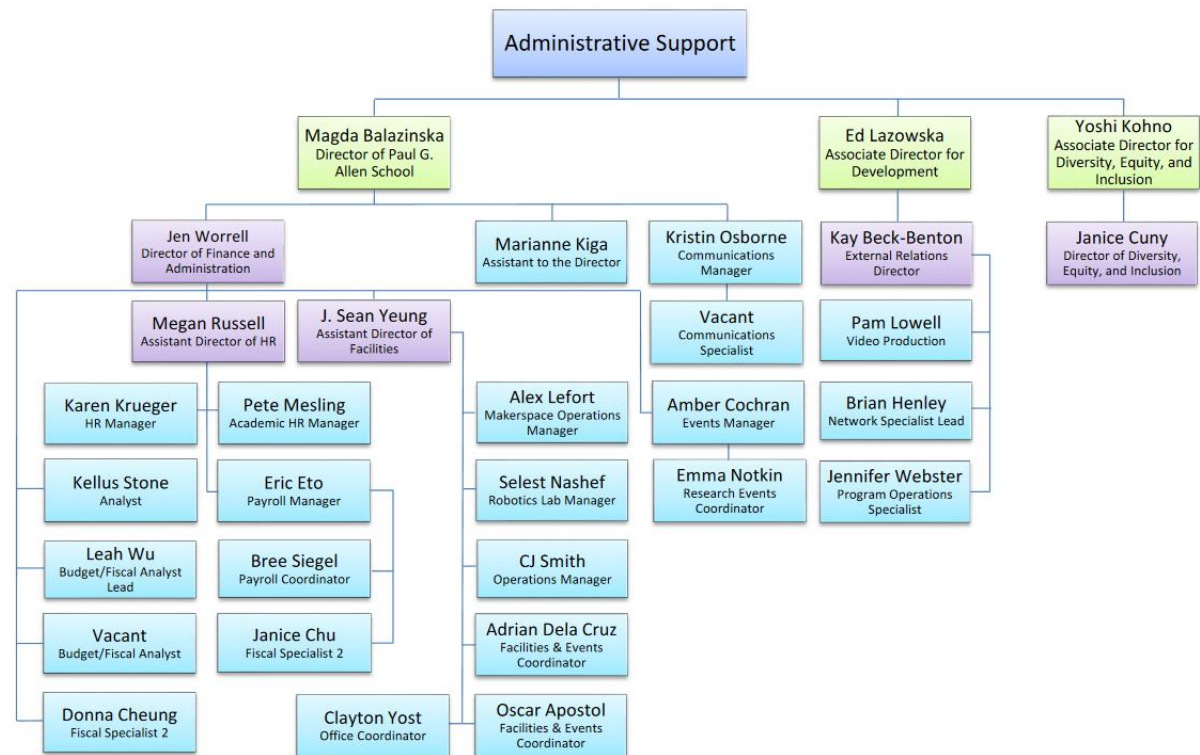 Administrative Support
Magda Balazinska
Director of Paul G.
Allen School
Ed Lazowska
Associate Director for
Development
Yoshi Kohno
Associate Director for
Diversity, Equity, and
Inclusion
Jen Worrell
Director of Finance and
Administration
Marianne Kiga
Assistant to the Director
Kristin Osborne
Communications
Manager
Kay Beck-Benton
External Relations
Director
Janice Cuny
Director of Diversity,
Equity, and Inclusion
Megan Russell
Assistant Director of HR
J. Sean Yeung
Assistant Director of
Facilities
Vacant
Communications
Specialist
Pam Lowell
Video Production
Karen Krueger
HR Manager
Pete Mesling
Academic HR Manager
Alex Lefort
Makerspace Operations
Manager
Amber Cochran
Events Manager
Brian Henley
Network Specialist Lead
Kellus Stone
Analyst
Eric Eto
Payroll Manager
Selest Nashef
Robotics Lab Manager
Emma Notkin
Research Events
Coordinator
Jennifer Webster
Program Operations
Specialist
Leah Wu
Budget/Fiscal Analyst
Lead
Bree Siegel
Payroll Coordinator
CJ Smith
Operations Manager
Vacant
Budget/Fiscal Analyst
Janice Chu
Fiscal Specialist 2
Adrian Dela Cruz
Facilities & Events
Coordinator
Donna Cheung
Fiscal Specialist 2
Clayton Yost
Office Coordinator
Oscar Apostol
Facilities & Events
Coordinator